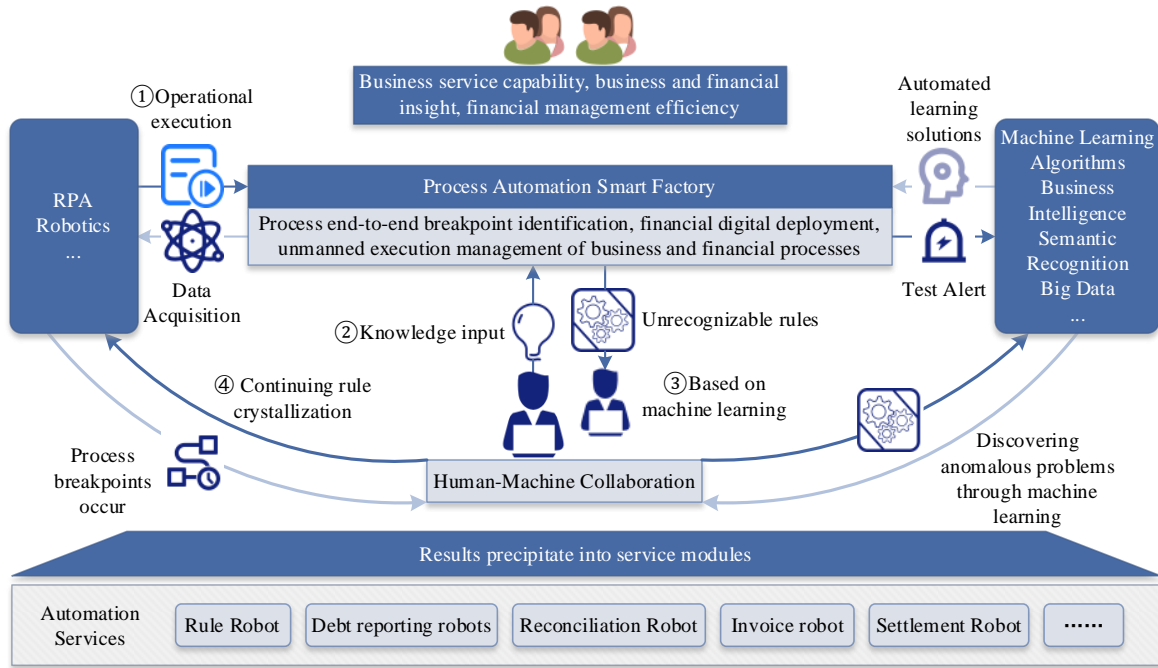 Business service capability, business and financial
insight, financial management efficiency
①Operational
execution
Automated
learning
solutions
RPA
Robotics
...
Process Automation Smart Factory
Process end-to-end breakpoint identification, financial digital deployment,
unmanned execution management of business and financial processes
Machine Learning
Algorithms
Business
Intelligence
Semantic
Recognition
Big Data
...
Data
Acquisition
Test Alert
②Knowledge input
Unrecognizable rules
④ Continuing rule
crystallization
③Based on
machine learning
Process
breakpoints
occur
Human-Machine Collaboration
Discovering
anomalous problems
through machine
learning
Results precipitate into service modules
Automation
Services
Rule Robot
Debt reporting robots
Reconciliation Robot
Invoice robot
Settlement Robot
······